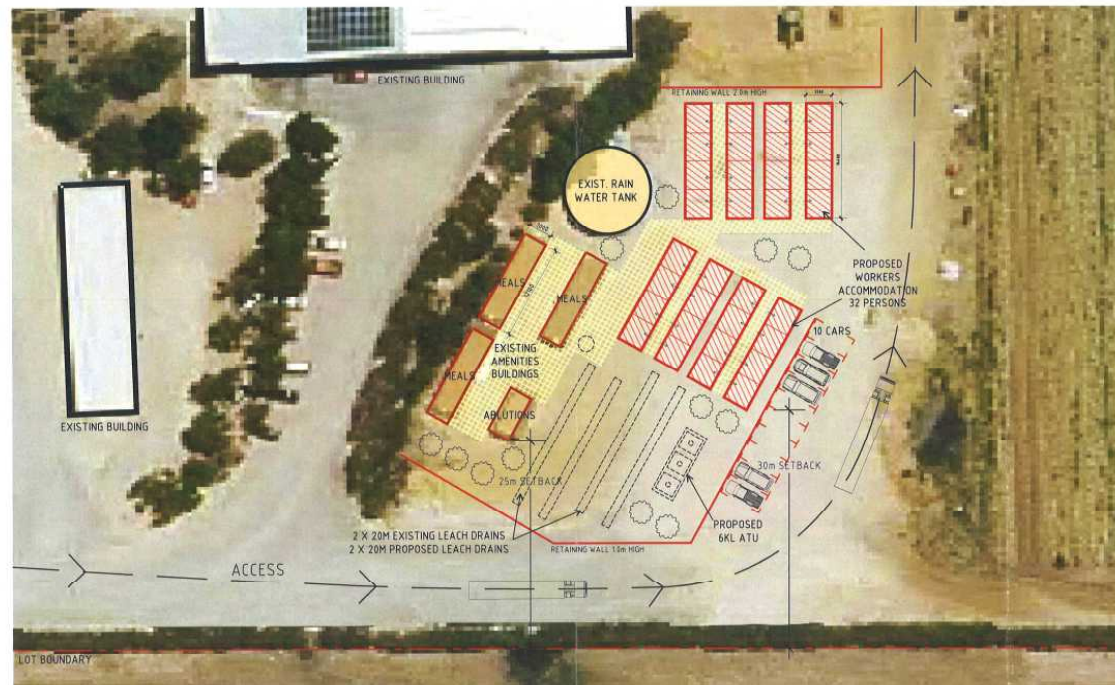 EXISTING BUILDING
RETAINING WALL 2.0m HIGH
EXIST. RAIN
WATER TANK
PROPOSED
WORKERS
ACCOMMODATION
32 PERSONS
MEALS
MEALS
10 CARS
EXISTING
AMENITIES
BUILDINGS
MEALS
ABLUTIONS
EXISTING BUILDING
25m SETBACK
30m SETBACK
PROPOSED
6KL ATU
2 X 20M EXISTING LEACH DRAINS
2 X 20M PROPOSED LEACH DRAINS
RETAINING WALL 1.0m HIGH
ACCESS
LOT BOUNDARY